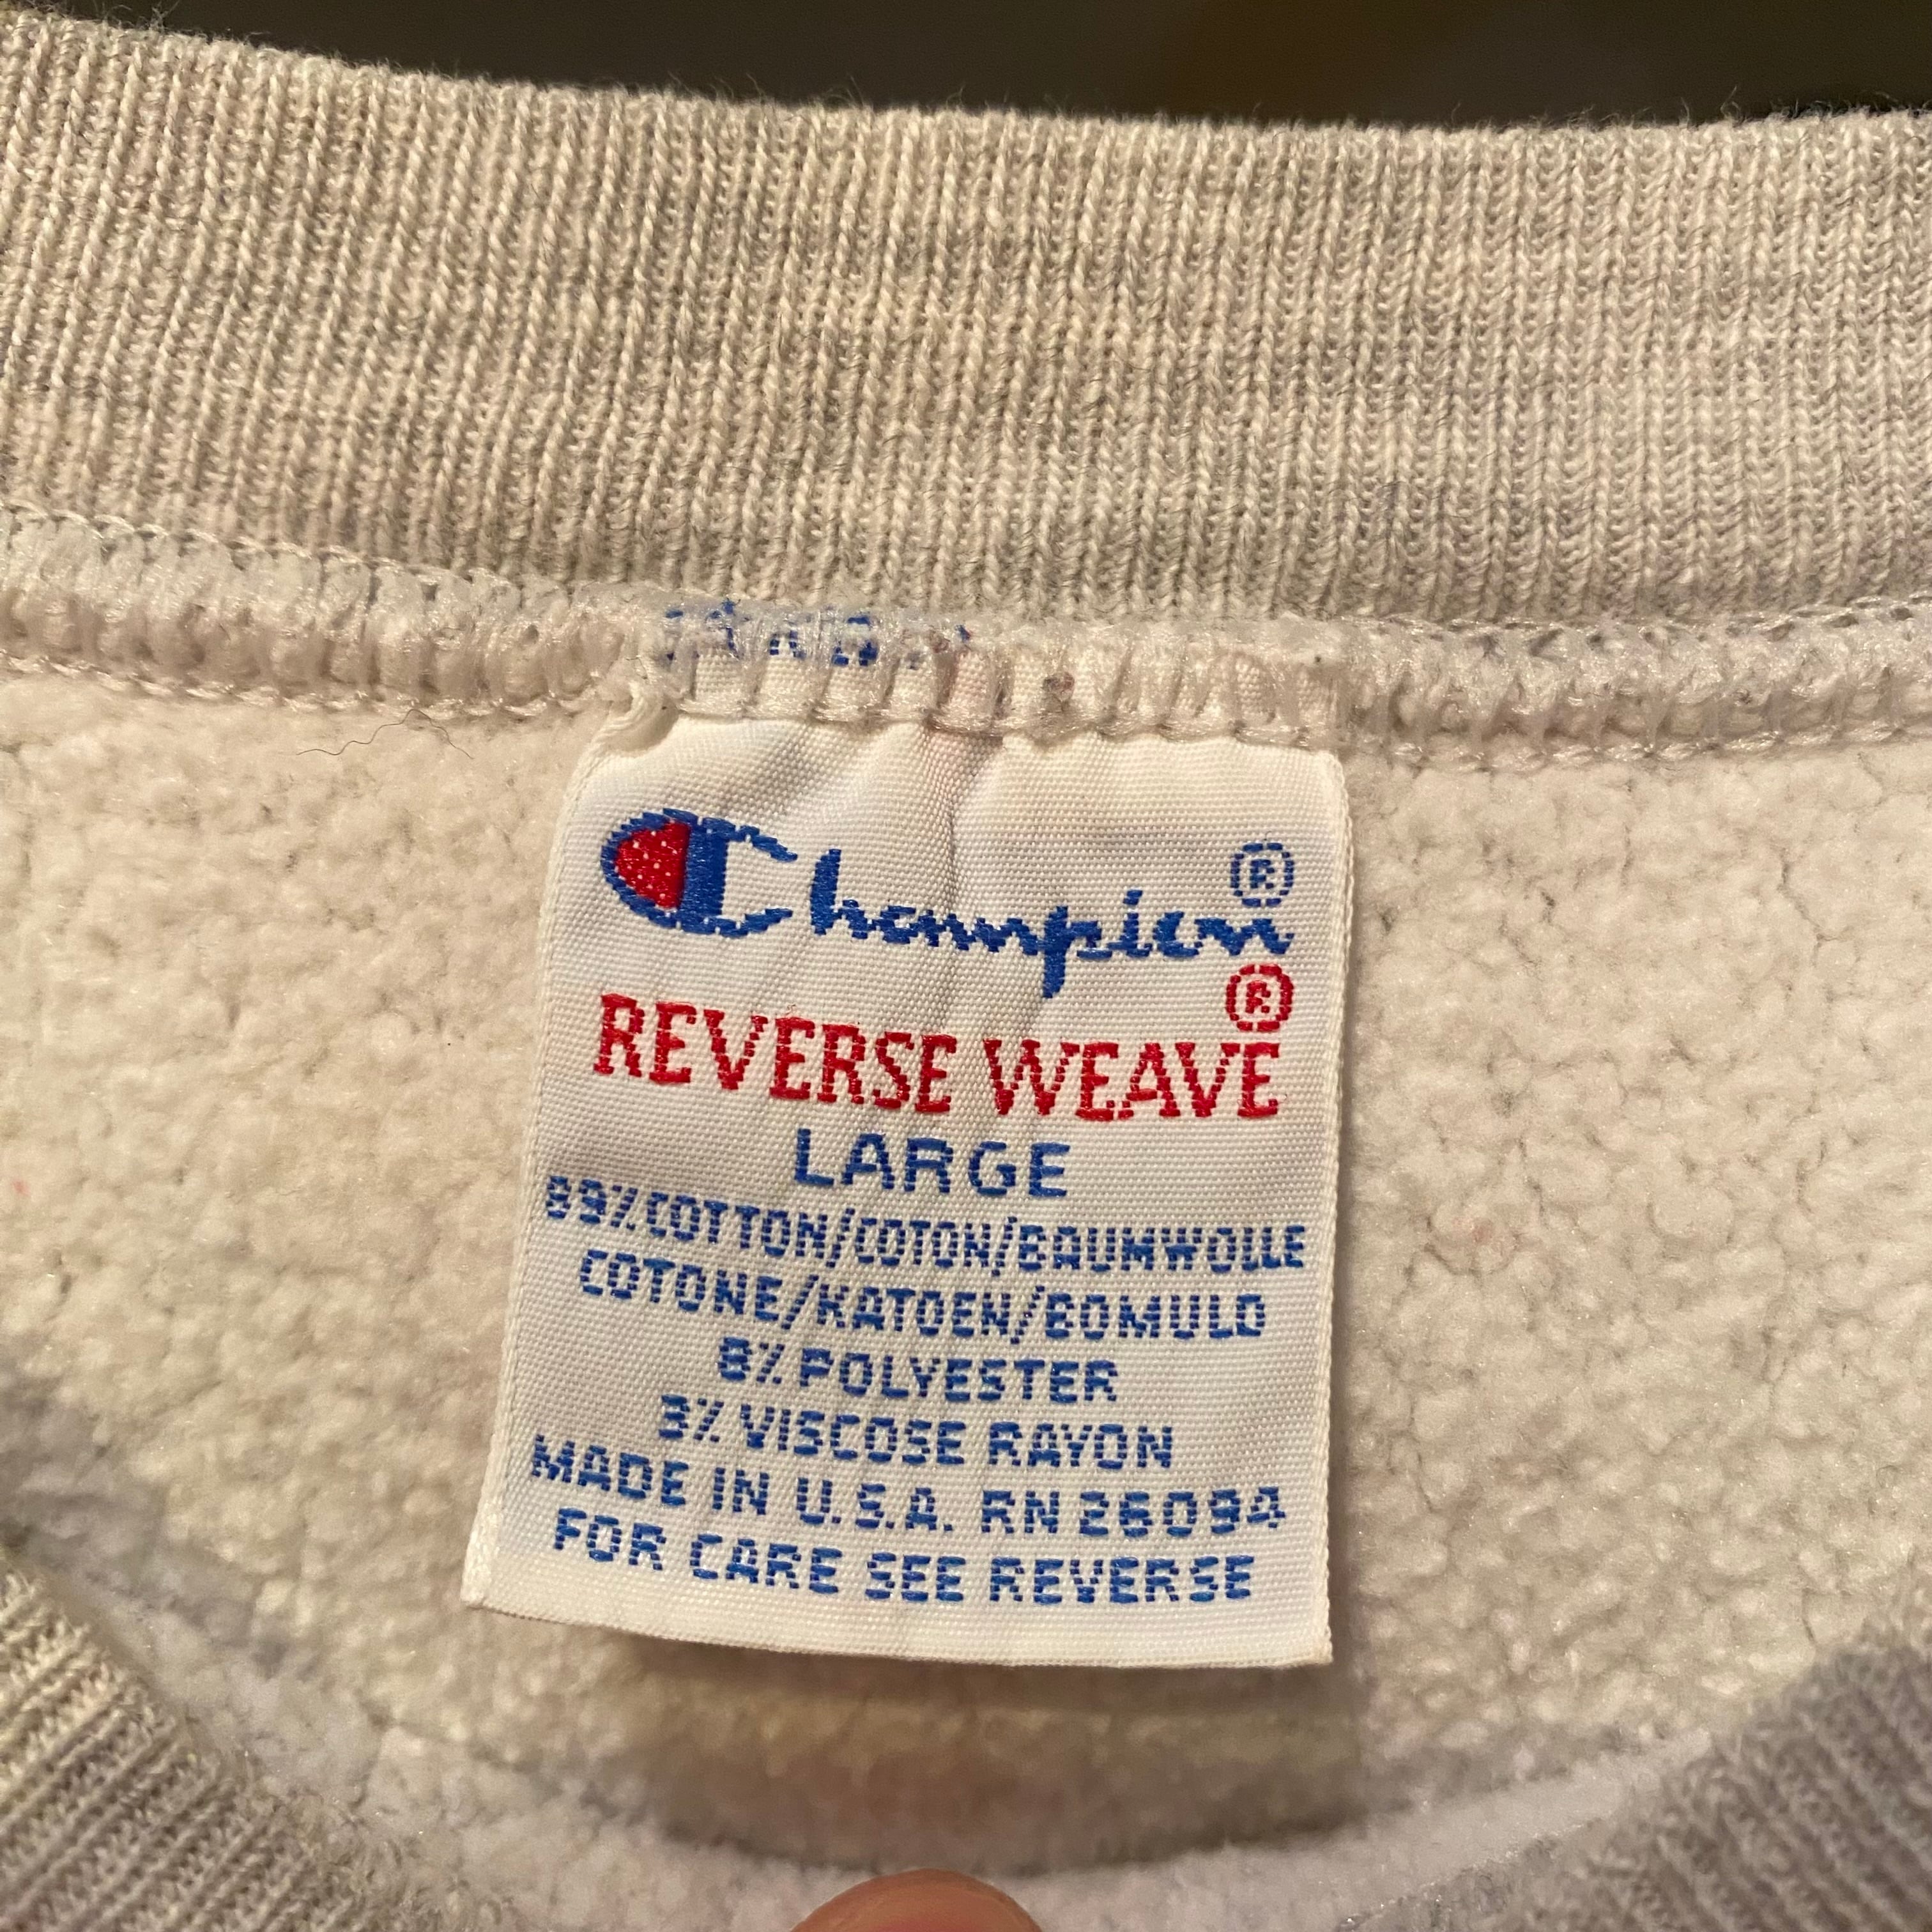 Champion®
REVERSE WEAVE®
LARGE
89% COTTON/COTON/BAUMWOLLE
COTONE/KATOEN/BOMULD
8% POLYESTER
3% VISCOSE RAYON
MADE IN U.S.A. RN 26094
FOR CARE SEE REVERSE